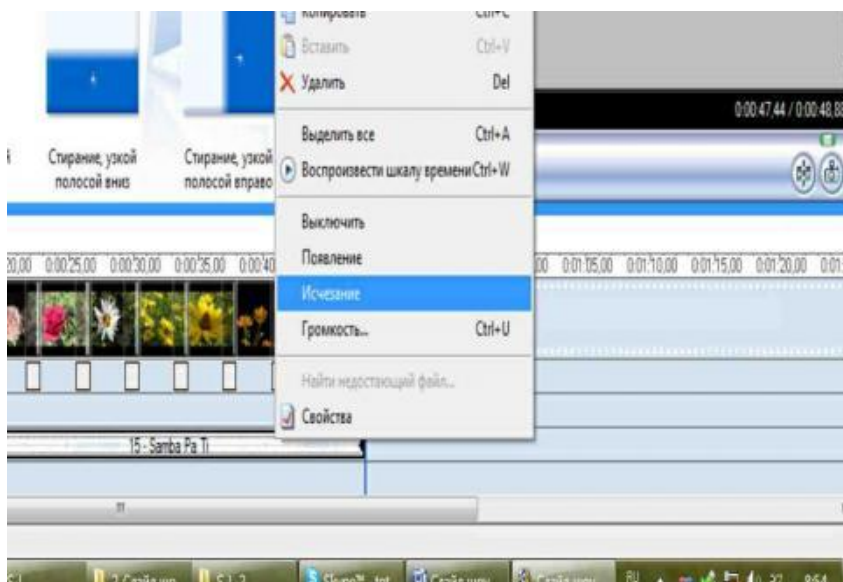 Копировать Ctrl+C
Вставить Ctrl+V
Удалить Del
0:00:47,44 / 0:00:48,88
Выделить все Ctrl+A
Стирание, узкой полосой вниз
Стирание, узкой полосой вправо
Воспроизвести шкалу времени Ctrl+W
Выключить
Появление
0:00:25,00 0:00:30,00 0:00:35,00 0:01:05,00 0:01:10,00 0:01:15,00 0:01:20,00
Исчезание
Громкость... Ctrl+U
Найти недостающий файл...
Свойства
15 - Samba Pa Ti
RU 8:54